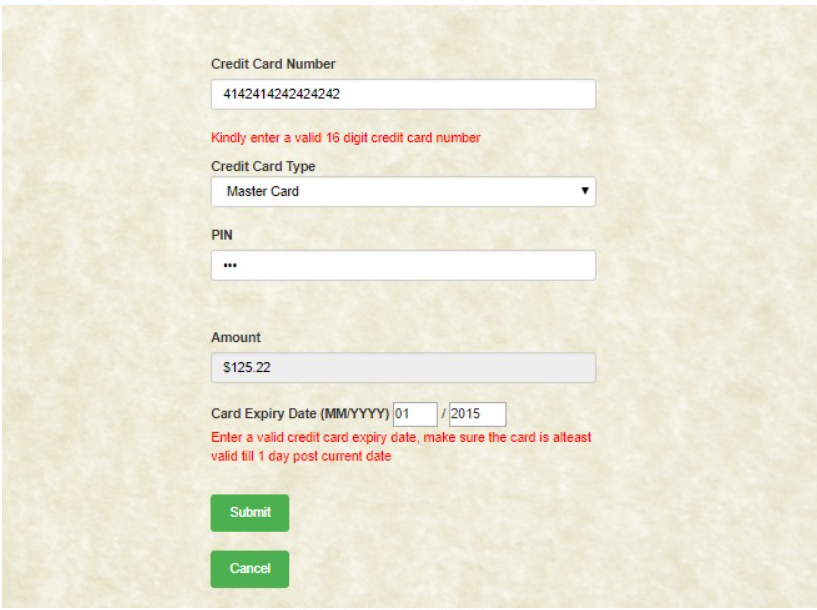 Credit Card Number
4142414242424242
Kindly enter a valid 16 digit credit card number
Credit Card Type
Master Card
PIN
•••
Amount
$125.22
Card Expiry Date (MM/YYYY) 01 / 2015
Enter a valid credit card expiry date, make sure the card is alteast
valid till 1 day post current date
Submit
Cancel